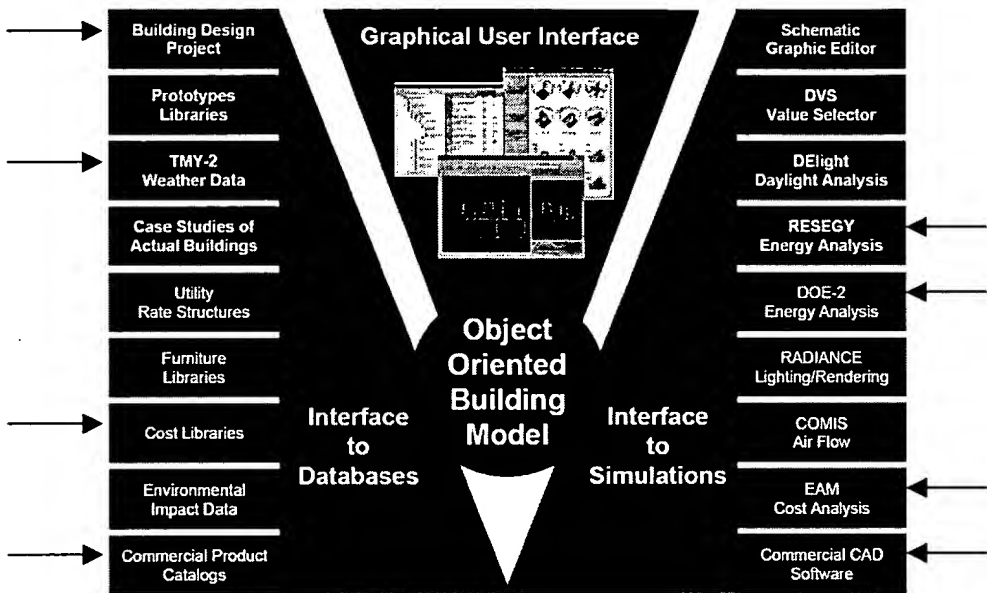 Building Design
Project
Prototypes
Libraries
TMY-2
Weather Data
Case Studies of
Actual Buildings
Utility
Rate Structures
Furniture
Libraries
Cost Libraries
Environmental
Impact Data
Commercial Product
Catalogs
Graphical User Interface
Object
Oriented
Building
Model
Interface
to
Databases
Interface
to
Simulations
Schematic
Graphic Editor
DVS
Value Selector
DElight
Daylight Analysis
RESEGY
Energy Analysis
DOE-2
Energy Analysis
RADIANCE
Lighting/Rendering
COMIS
Air Flow
EAM
Cost Analysis
Commercial CAD
Software